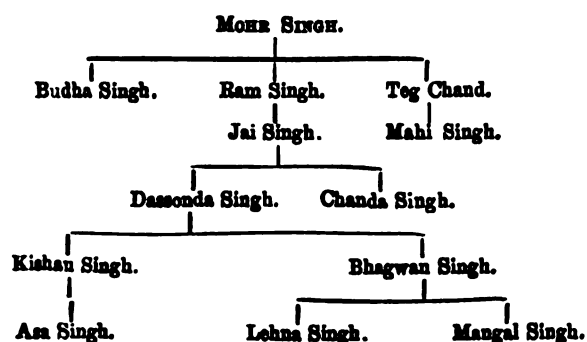 MOHR SINGH.
Budha Singh. Ram Singh. Teg Chand.
Jai Singh. Mahi Singh.
Dassonda Singh. Chanda Singh.
Kishan Singh. Bhagwan Singh.
Asa Singh. Lehna Singh. Mangal Singh.